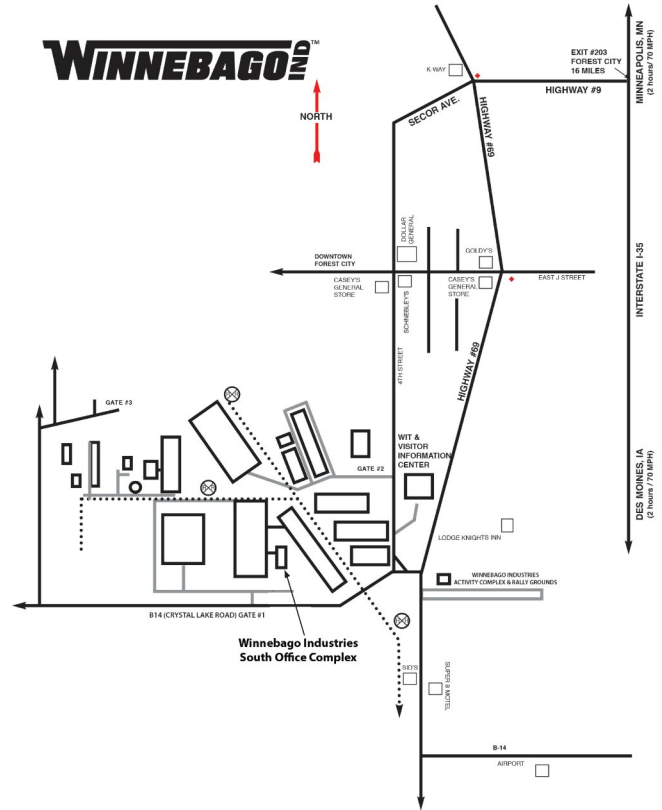 WINNEBAGO IND™
NORTH
K-WAY
SECOR AVE.
HIGHWAY #69
EXIT #203
FOREST CITY
16 MILES
HIGHWAY #9
MINNEAPOLIS, MN
(2 hours/ 70 MPH)
INTERSTATE I-35
DES MOINES, IA
(2 hours / 70 MPH)
DOLLAR
GENERAL
GOLDY'S
DOWNTOWN
FOREST CITY
EAST J STREET
CASEY'S
GENERAL
STORE
SCHNEBLEY'S
CASEY'S
GENERAL
STORE
4TH STREET
HIGHWAY #69
GATE #3
WIT &
VISITOR
INFORMATION
CENTER
GATE #2
LODGE KNIGHTS INN
WINNEBAGO INDUSTRIES
ACTIVITY COMPLEX & RALLY GROUNDS
B14 (CRYSTAL LAKE ROAD) GATE #1
Winnebago Industries
South Office Complex
SID'S
SUPER 8 MOTEL
B-14
AIRPORT